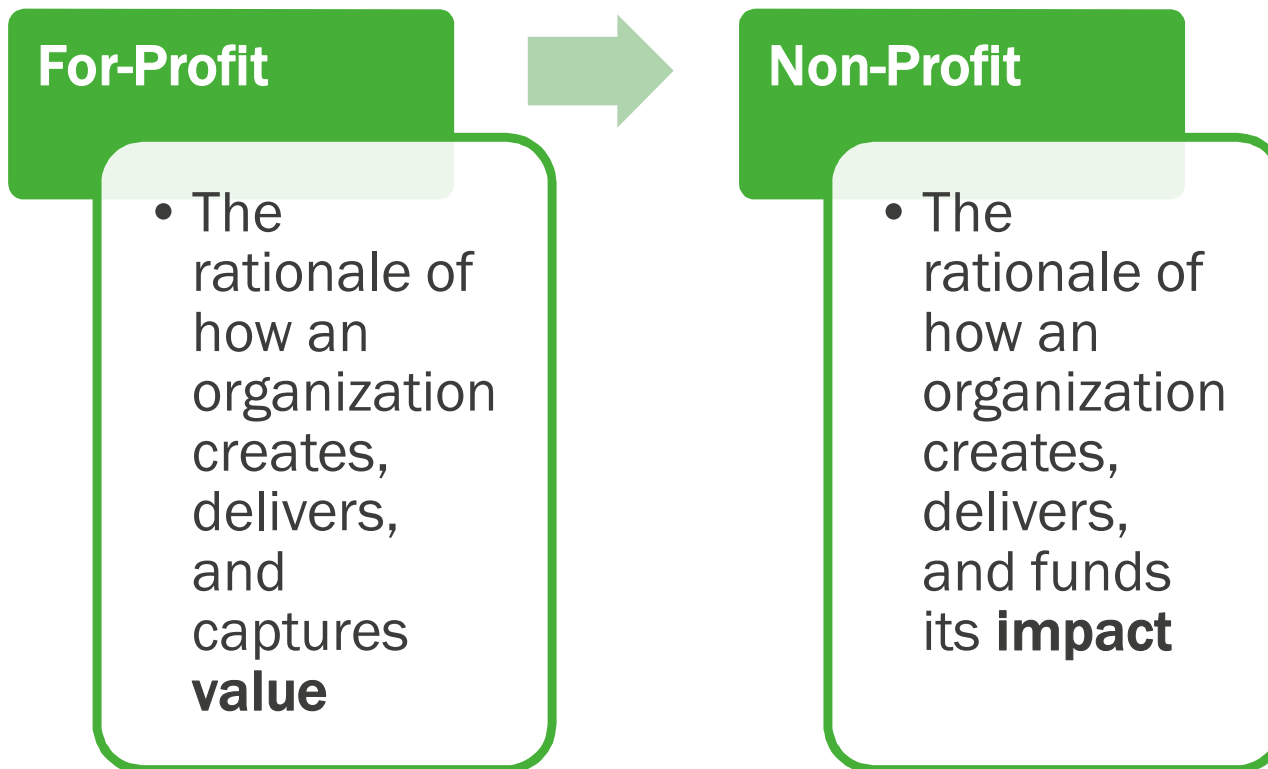 For-Profit
• The
rationale of
how an
organization
creates,
delivers,
and
captures
value
Non-Profit
• The
rationale of
how an
organization
creates,
delivers,
and funds
its impact